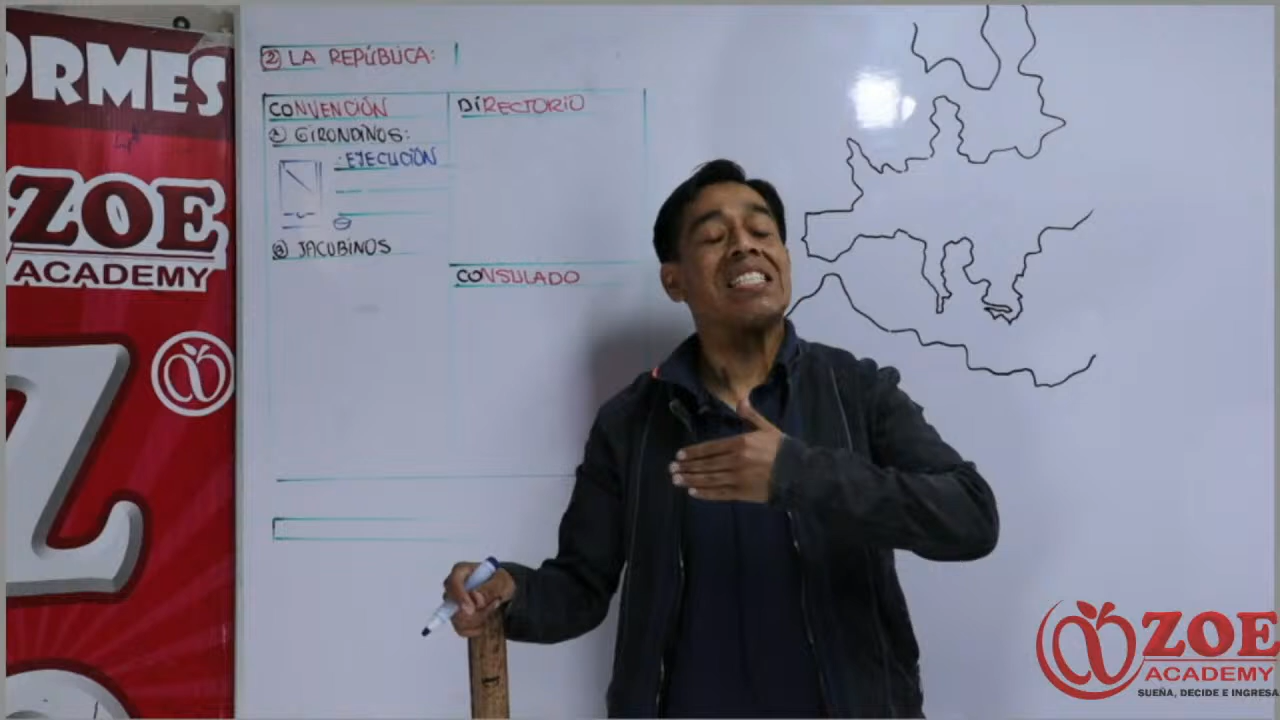 ORMES
ZOE
ACADEMY
Z
② LA REPÚBLICA:
CONVENCIÓN
① GIRONDINOS:
:EJECUCIÓN
② JACOBINOS
DIRECTORIO
CONSULADO
ZOE
ACADEMY
SUEÑA, DECIDE E INGRESA